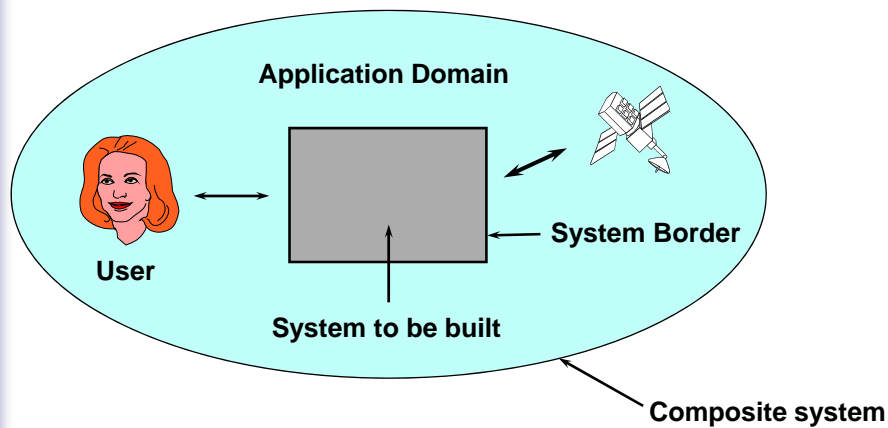 Application Domain
System Border
User
System to be built
Composite system